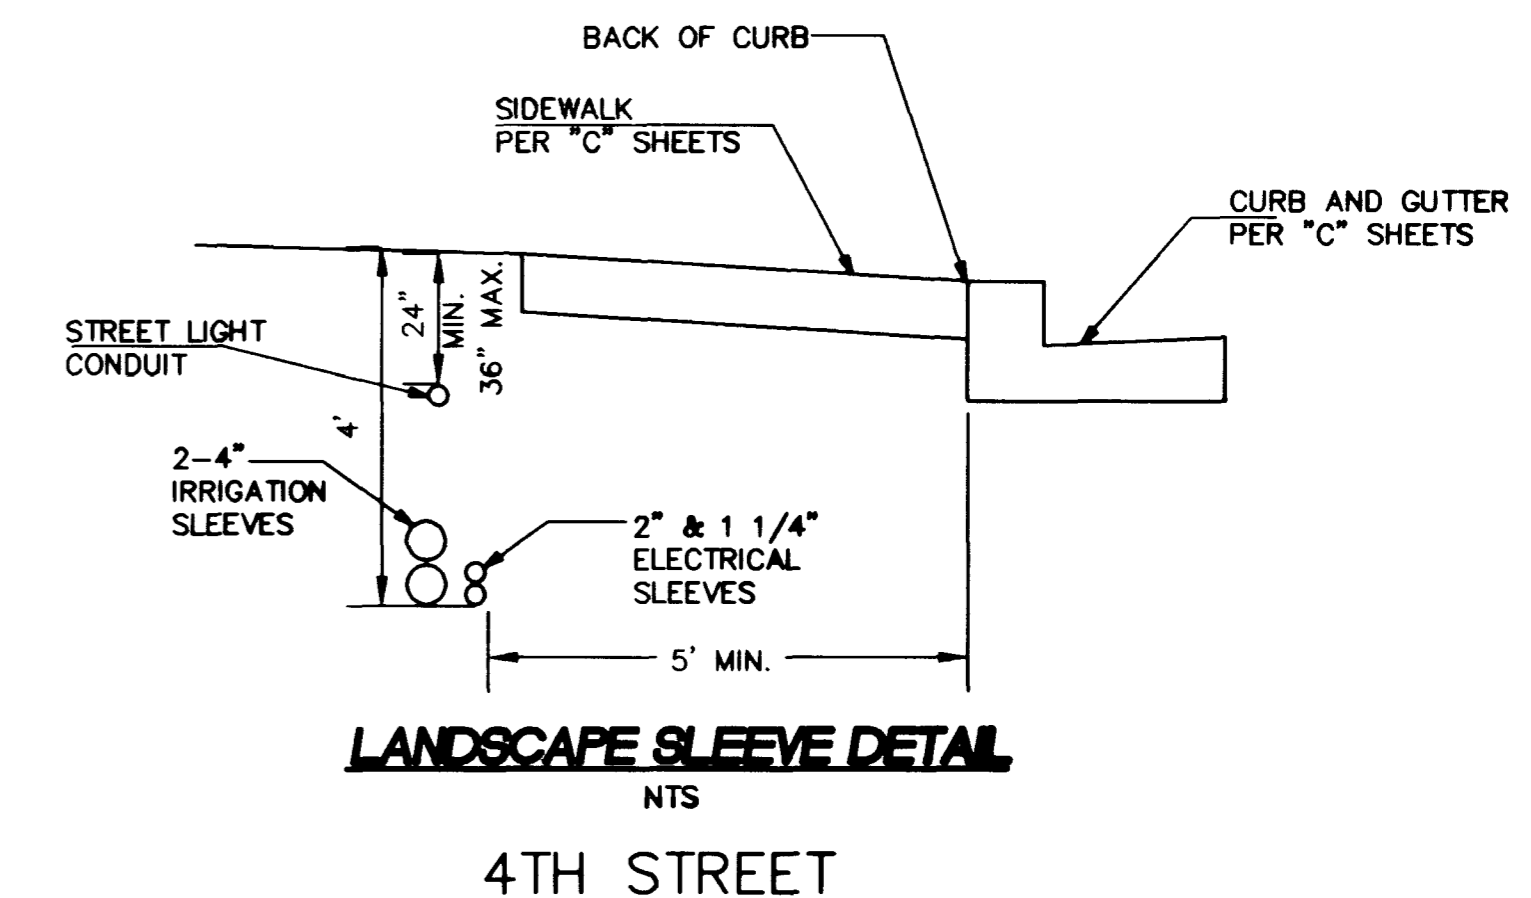 BACK OF CURB
SIDEWALK
PER "C" SHEETS
CURB AND GUTTER
PER "C" SHEETS
24"
MIN.
36" MAX.
STREET LIGHT
CONDUIT
4'
2-4"
IRRIGATION
SLEEVES
2" & 1 1/4"
ELECTRICAL
SLEEVES
5' MIN.
LANDSCAPE SLEEVE DETAIL
NTS
4TH STREET